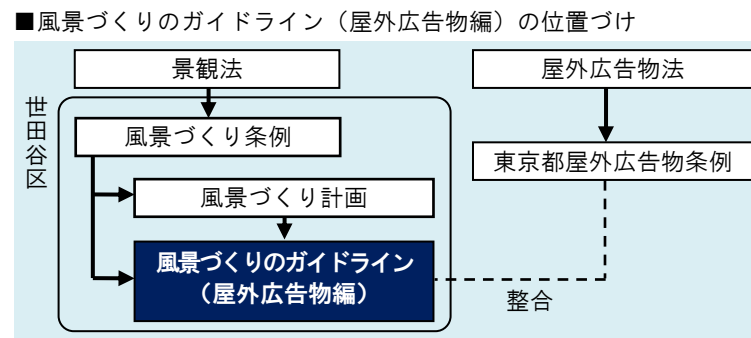 ■風景づくりのガイドライン（屋外広告物編）の位置づけ
景観法
屋外広告物法
世田谷区
風景づくり条例
東京都屋外広告物条例
風景づくり計画
風景づくりのガイドライン
（屋外広告物編）
整合